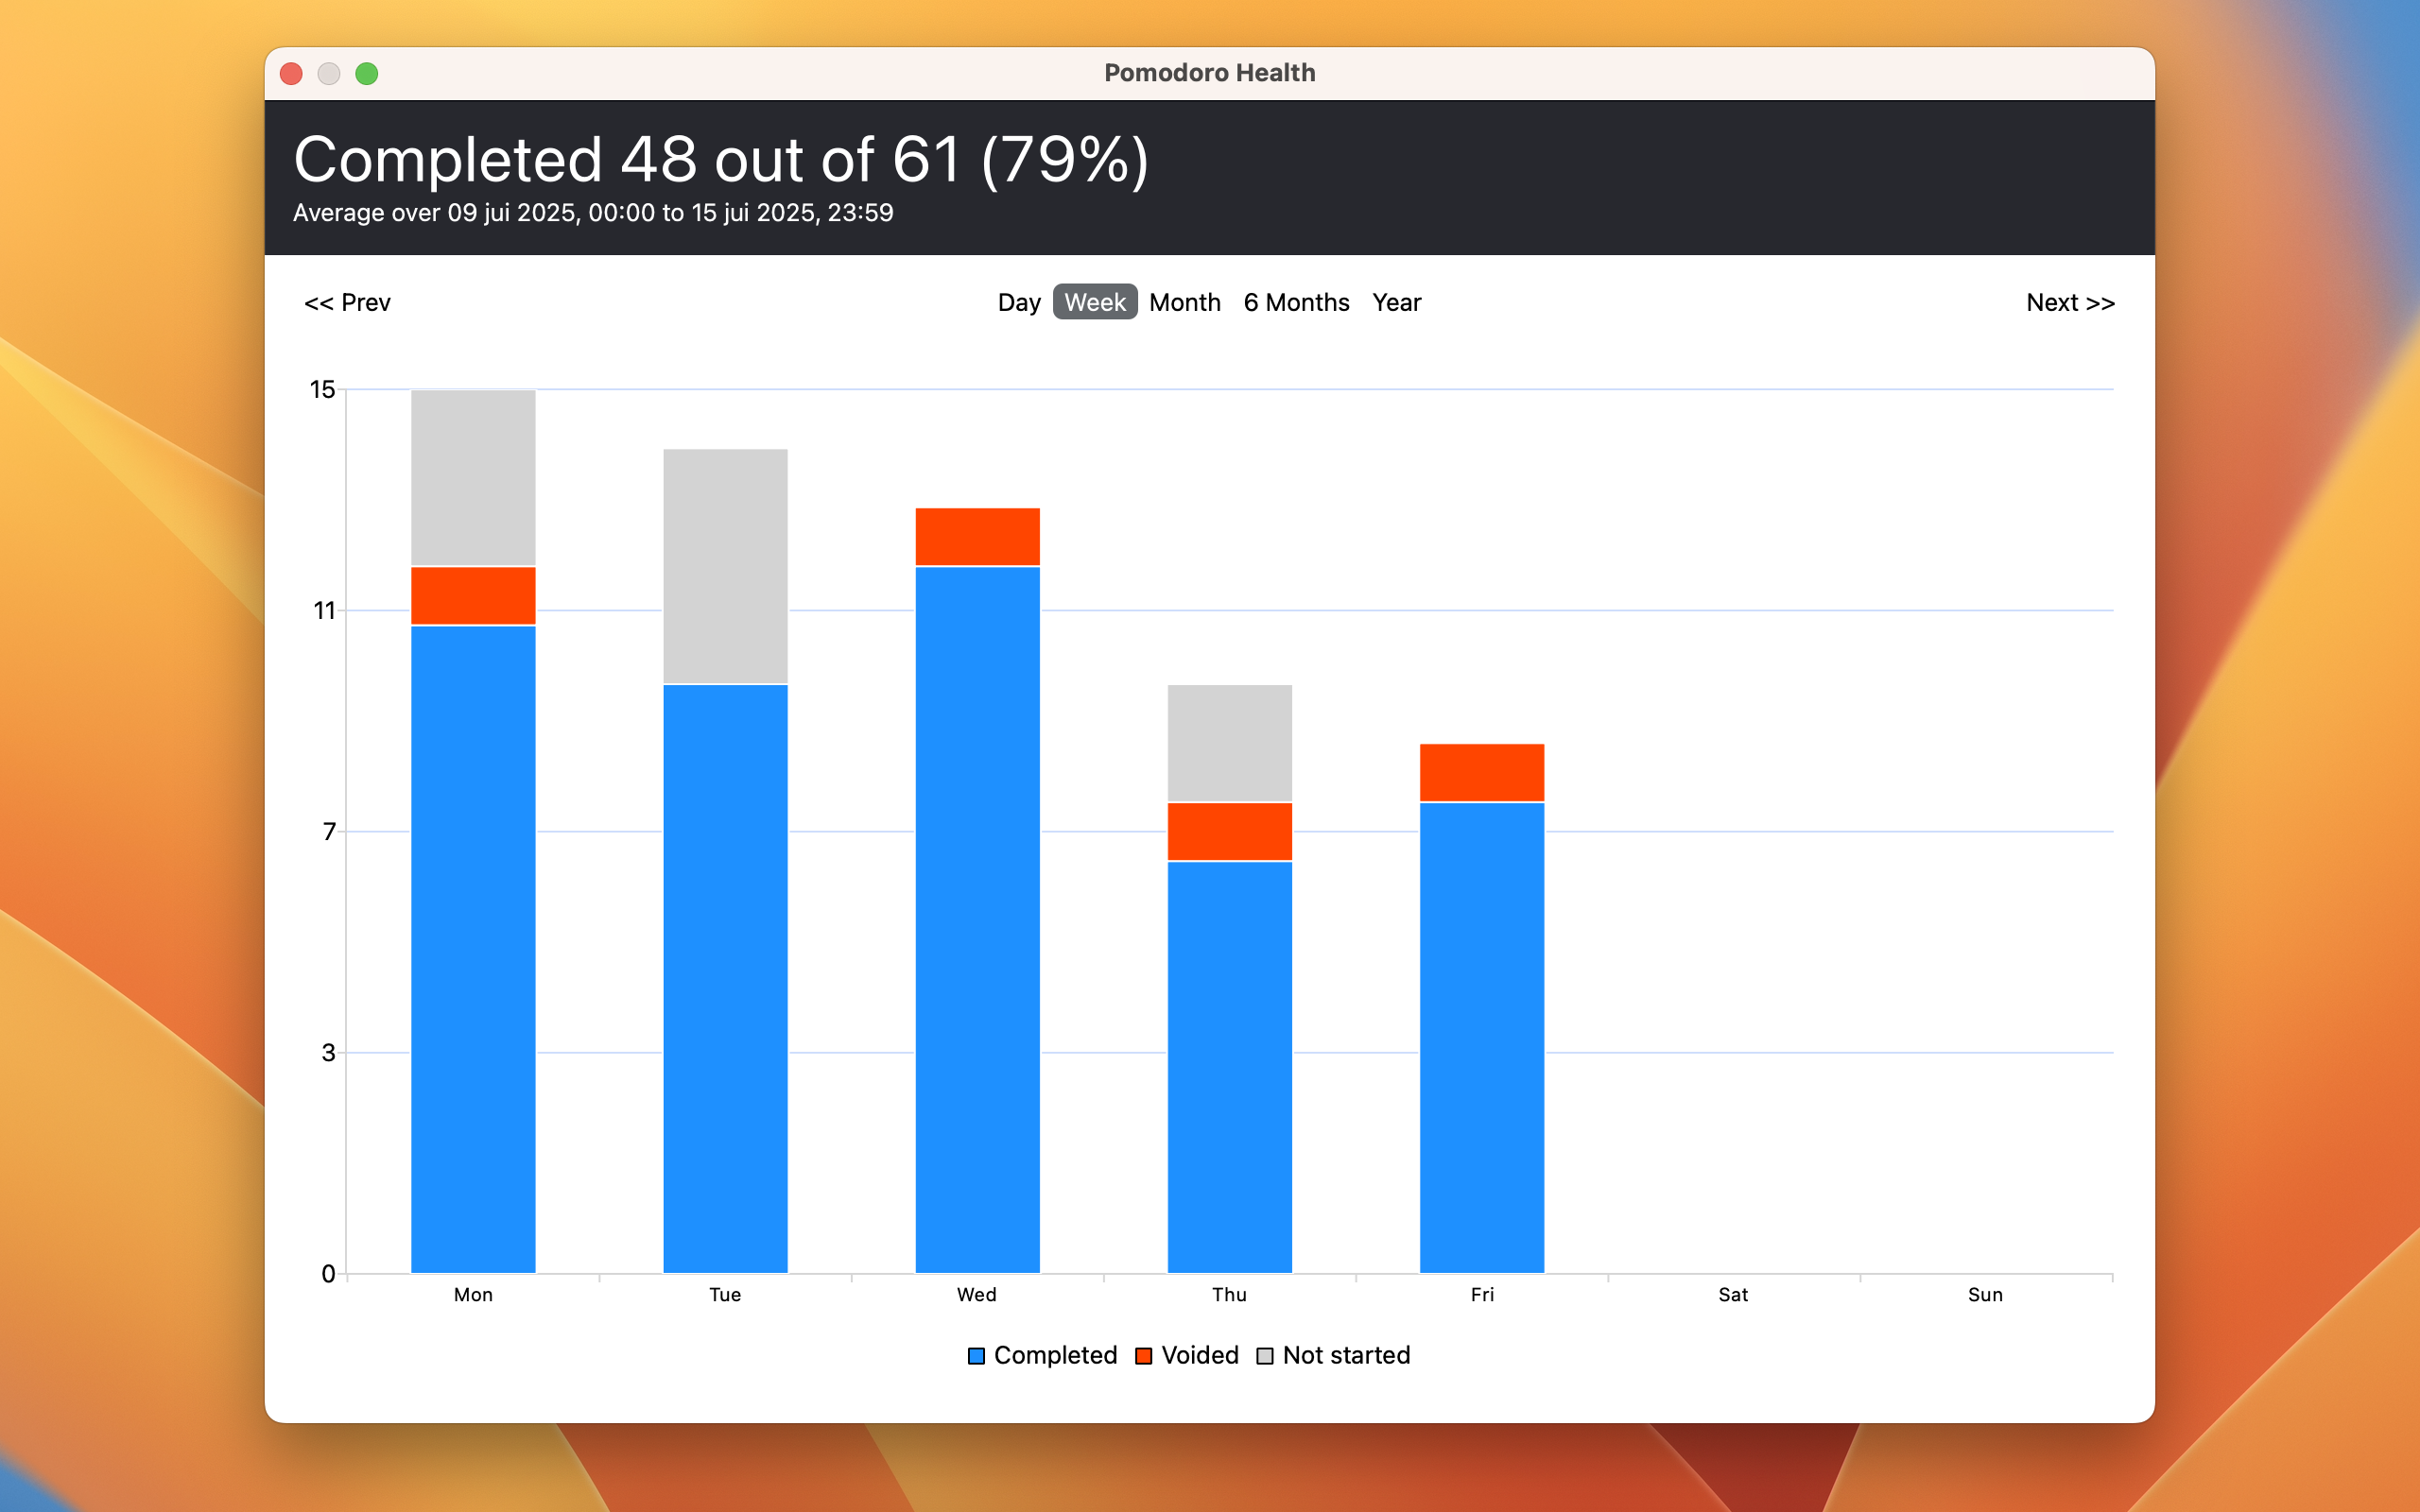 Pomodoro Health
Completed 48 out of 61 (79%)
Average over 09 jui 2025, 00:00 to 15 jui 2025, 23:59
<< Prev Day Week Month 6 Months Year Next >>
15
11
7
3
0
Mon Tue Wed Thu Fri Sat Sun
Completed Voided Not started